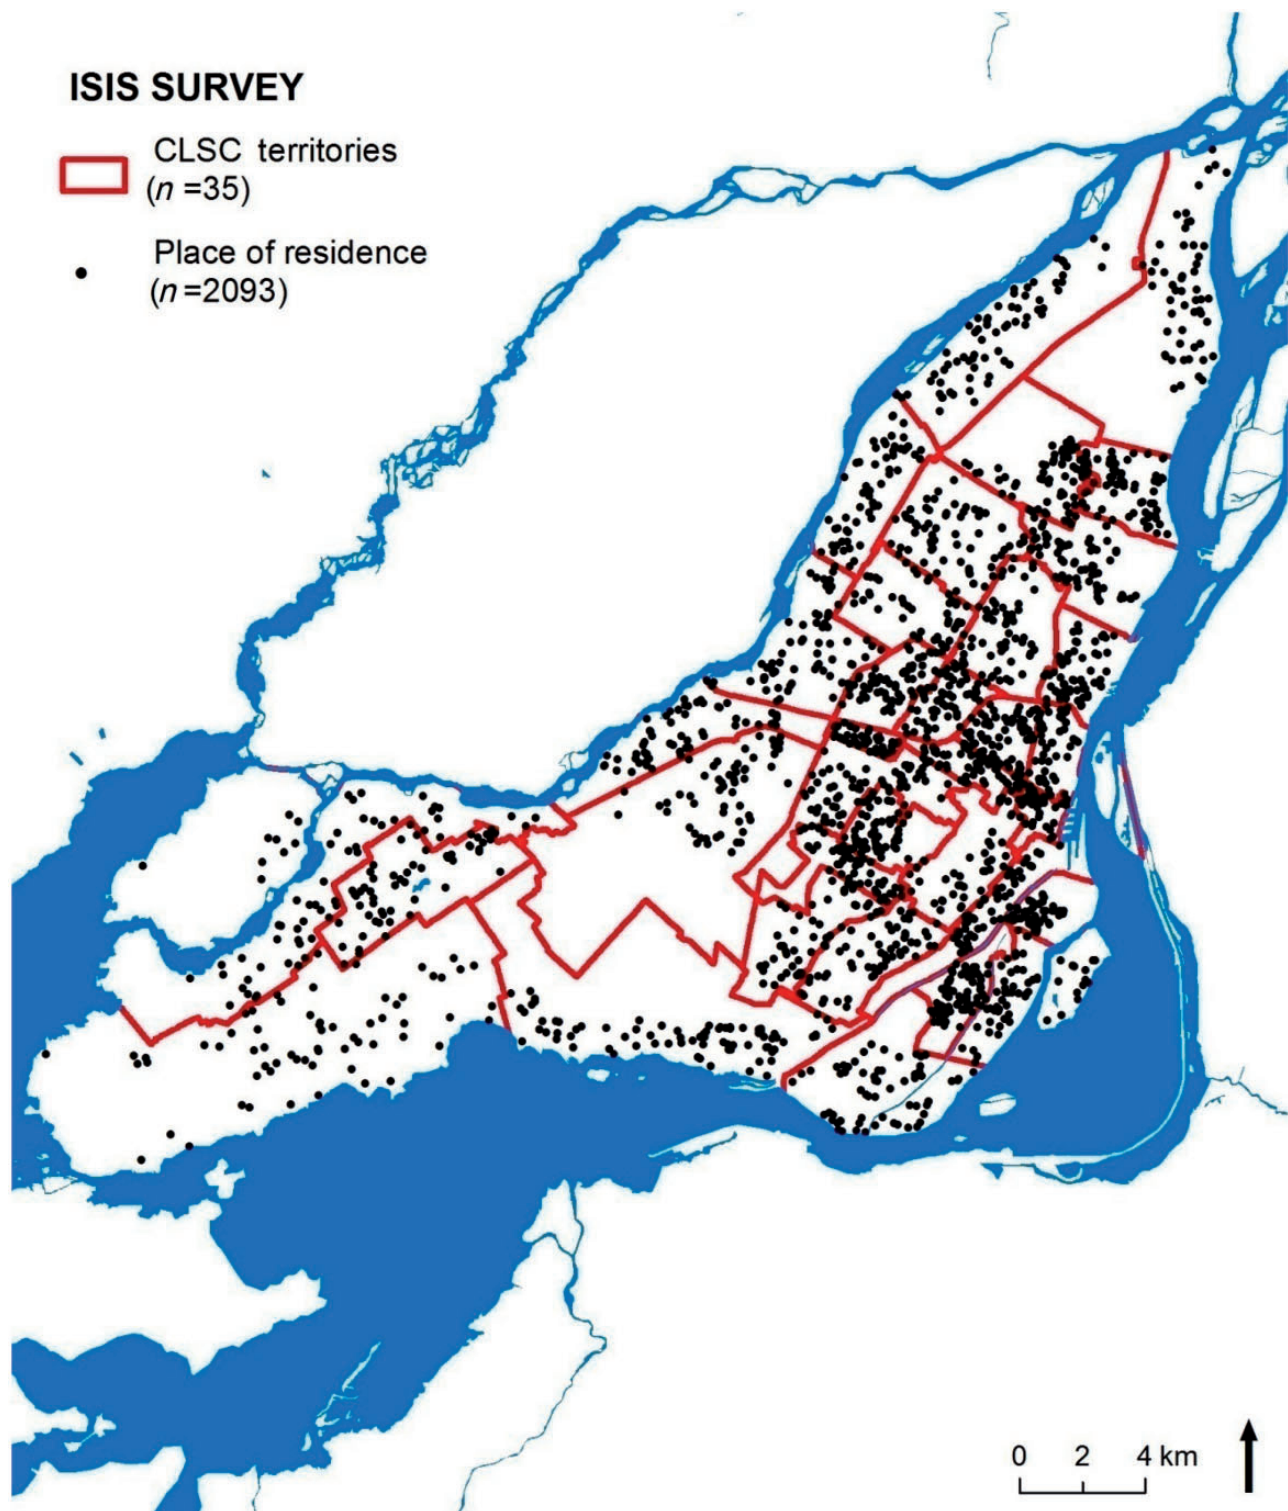 ISIS SURVEY
CLSC territories
(n =35)
Place of residence
(n=2093)
0 2 4 km